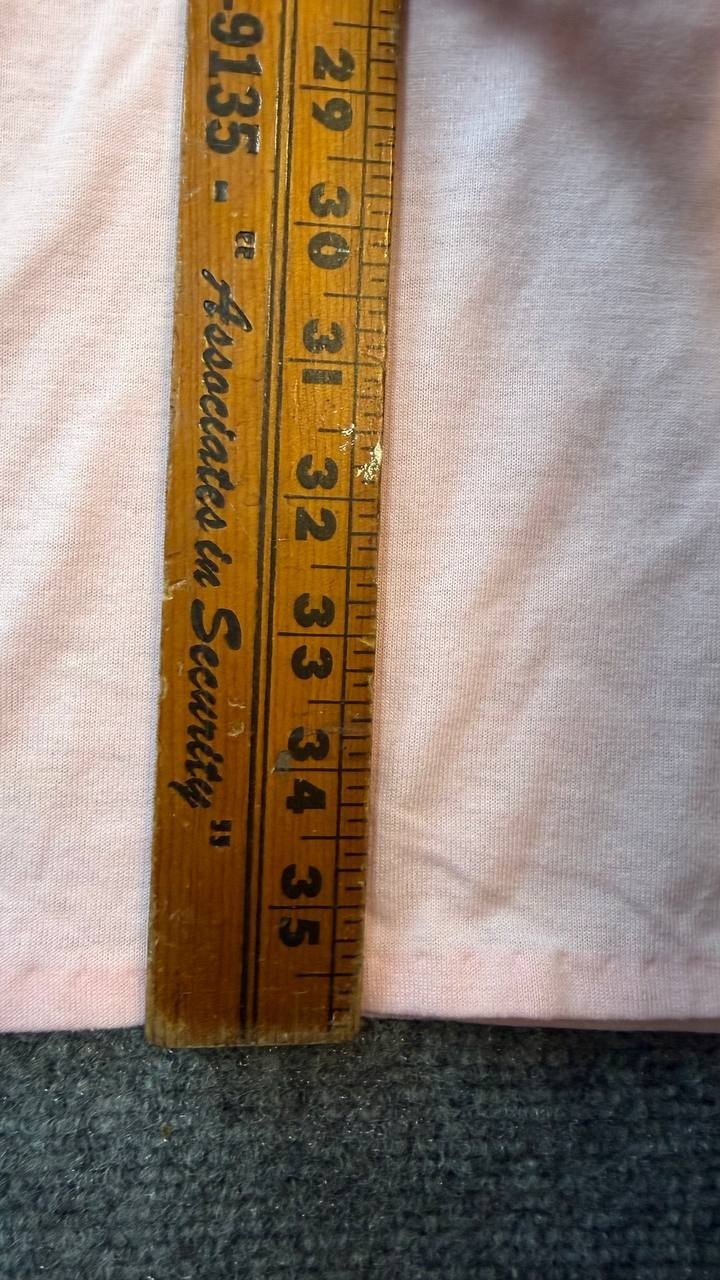 -9135 - "Associates in Security"
29 30 31 32 33 34 35